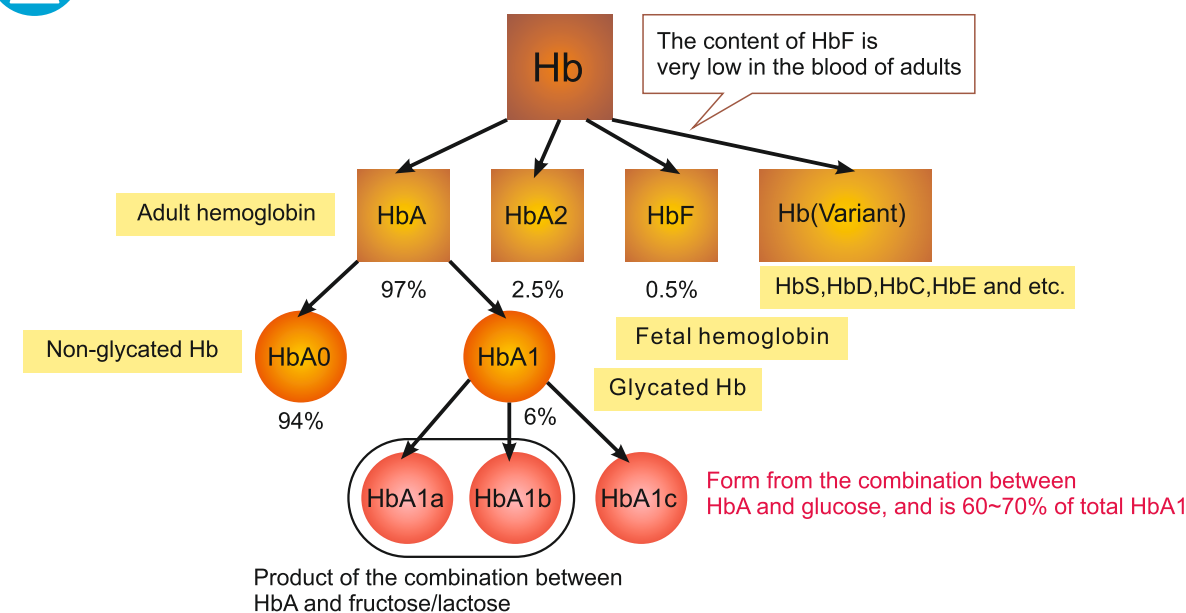 Hb
The content of HbF is
very low in the blood of adults
Adult hemoglobin
HbA
HbA2
HbF
Hb(Variant)
97%
2.5%
0.5%
HbS,HbD,HbC,HbE and etc.
Non-glycated Hb
HbA0
HbA1
Fetal hemoglobin
Glycated Hb
94%
6%
HbA1a
HbA1b
HbA1c
Form from the combination between
HbA and glucose, and is 60~70% of total HbA1
Product of the combination between
HbA and fructose/lactose